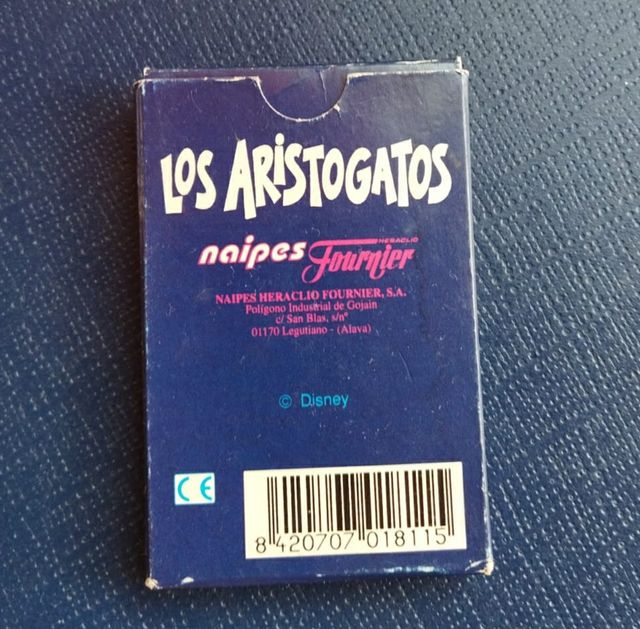 LOS ARISTOGATOS
naipes HERACLIO Fournier
NAIPES HERACLIO FOURNIER, S.A.
Polígono Industrial de Gojain
c/ San Blas, s/nº
01170 Legutiano - (Alava)
© Disney
CE
8 420707 018115